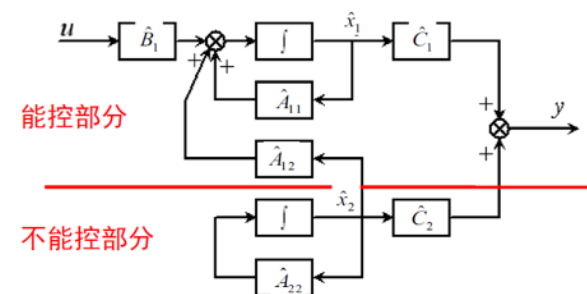 u B̂₁ + + ∫ x̂₁ Ĉ₁
Â₁₁
能控部分
+ y
+
Â₁₂
不能控部分
∫ x̂₂ Ĉ₂
Â₂₂